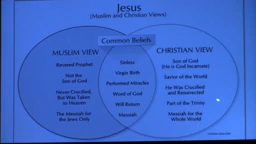 Jesus
(Muslim and Christian Views)
Common Beliefs
MUSLIM VIEW
Revered Prophet
Not the
Son of God
Never Crucified,
But Was Taken
to Heaven
The Messiah for
the Jews Only
Sinless
Virgin Birth
Performed Miracles
Word of God
Will Return
Messiah
CHRISTIAN VIEW
Son of God
(He is God Incarnate)
Savior of the World
He Was Crucified
and Resurrected
Part of the Trinity
Messiah for the
Whole World